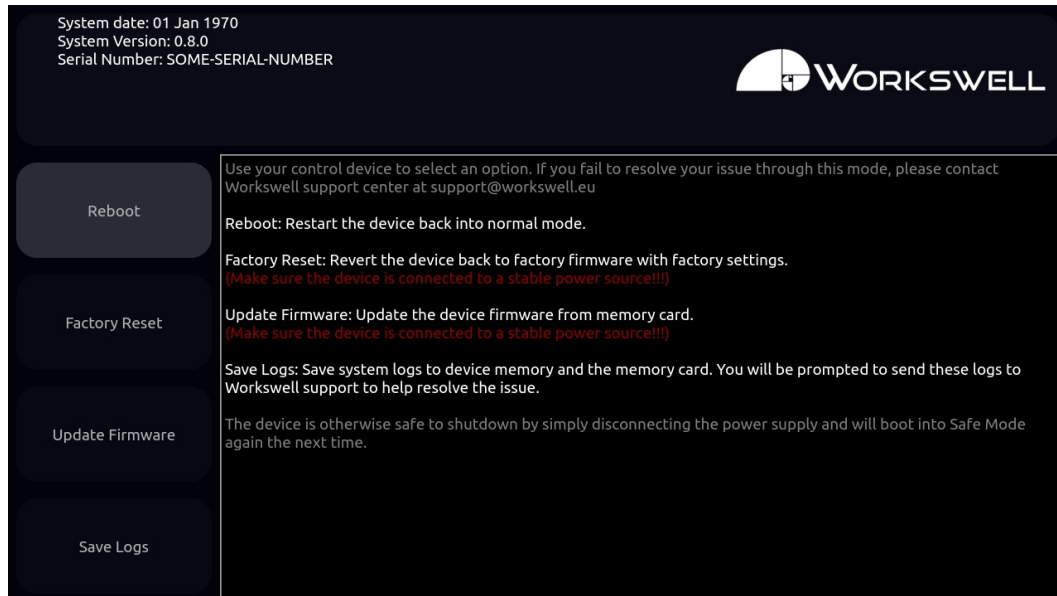 System date: 01 Jan 1970
System Version: 0.8.0
Serial Number: SOME-SERIAL-NUMBER
WORKSWELL
Reboot
Factory Reset
Update Firmware
Save Logs
Use your control device to select an option. If you fail to resolve your issue through this mode, please contact
Workswell support center at support@workswell.eu
Reboot: Restart the device back into normal mode.
Factory Reset: Revert the device back to factory firmware with factory settings.
(Make sure the device is connected to a stable power source!!!)
Update Firmware: Update the device firmware from memory card.
(Make sure the device is connected to a stable power source!!!)
Save Logs: Save system logs to device memory and the memory card. You will be prompted to send these logs to
Workswell support to help resolve the issue.
The device is otherwise safe to shutdown by simply disconnecting the power supply and will boot into Safe Mode
again the next time.